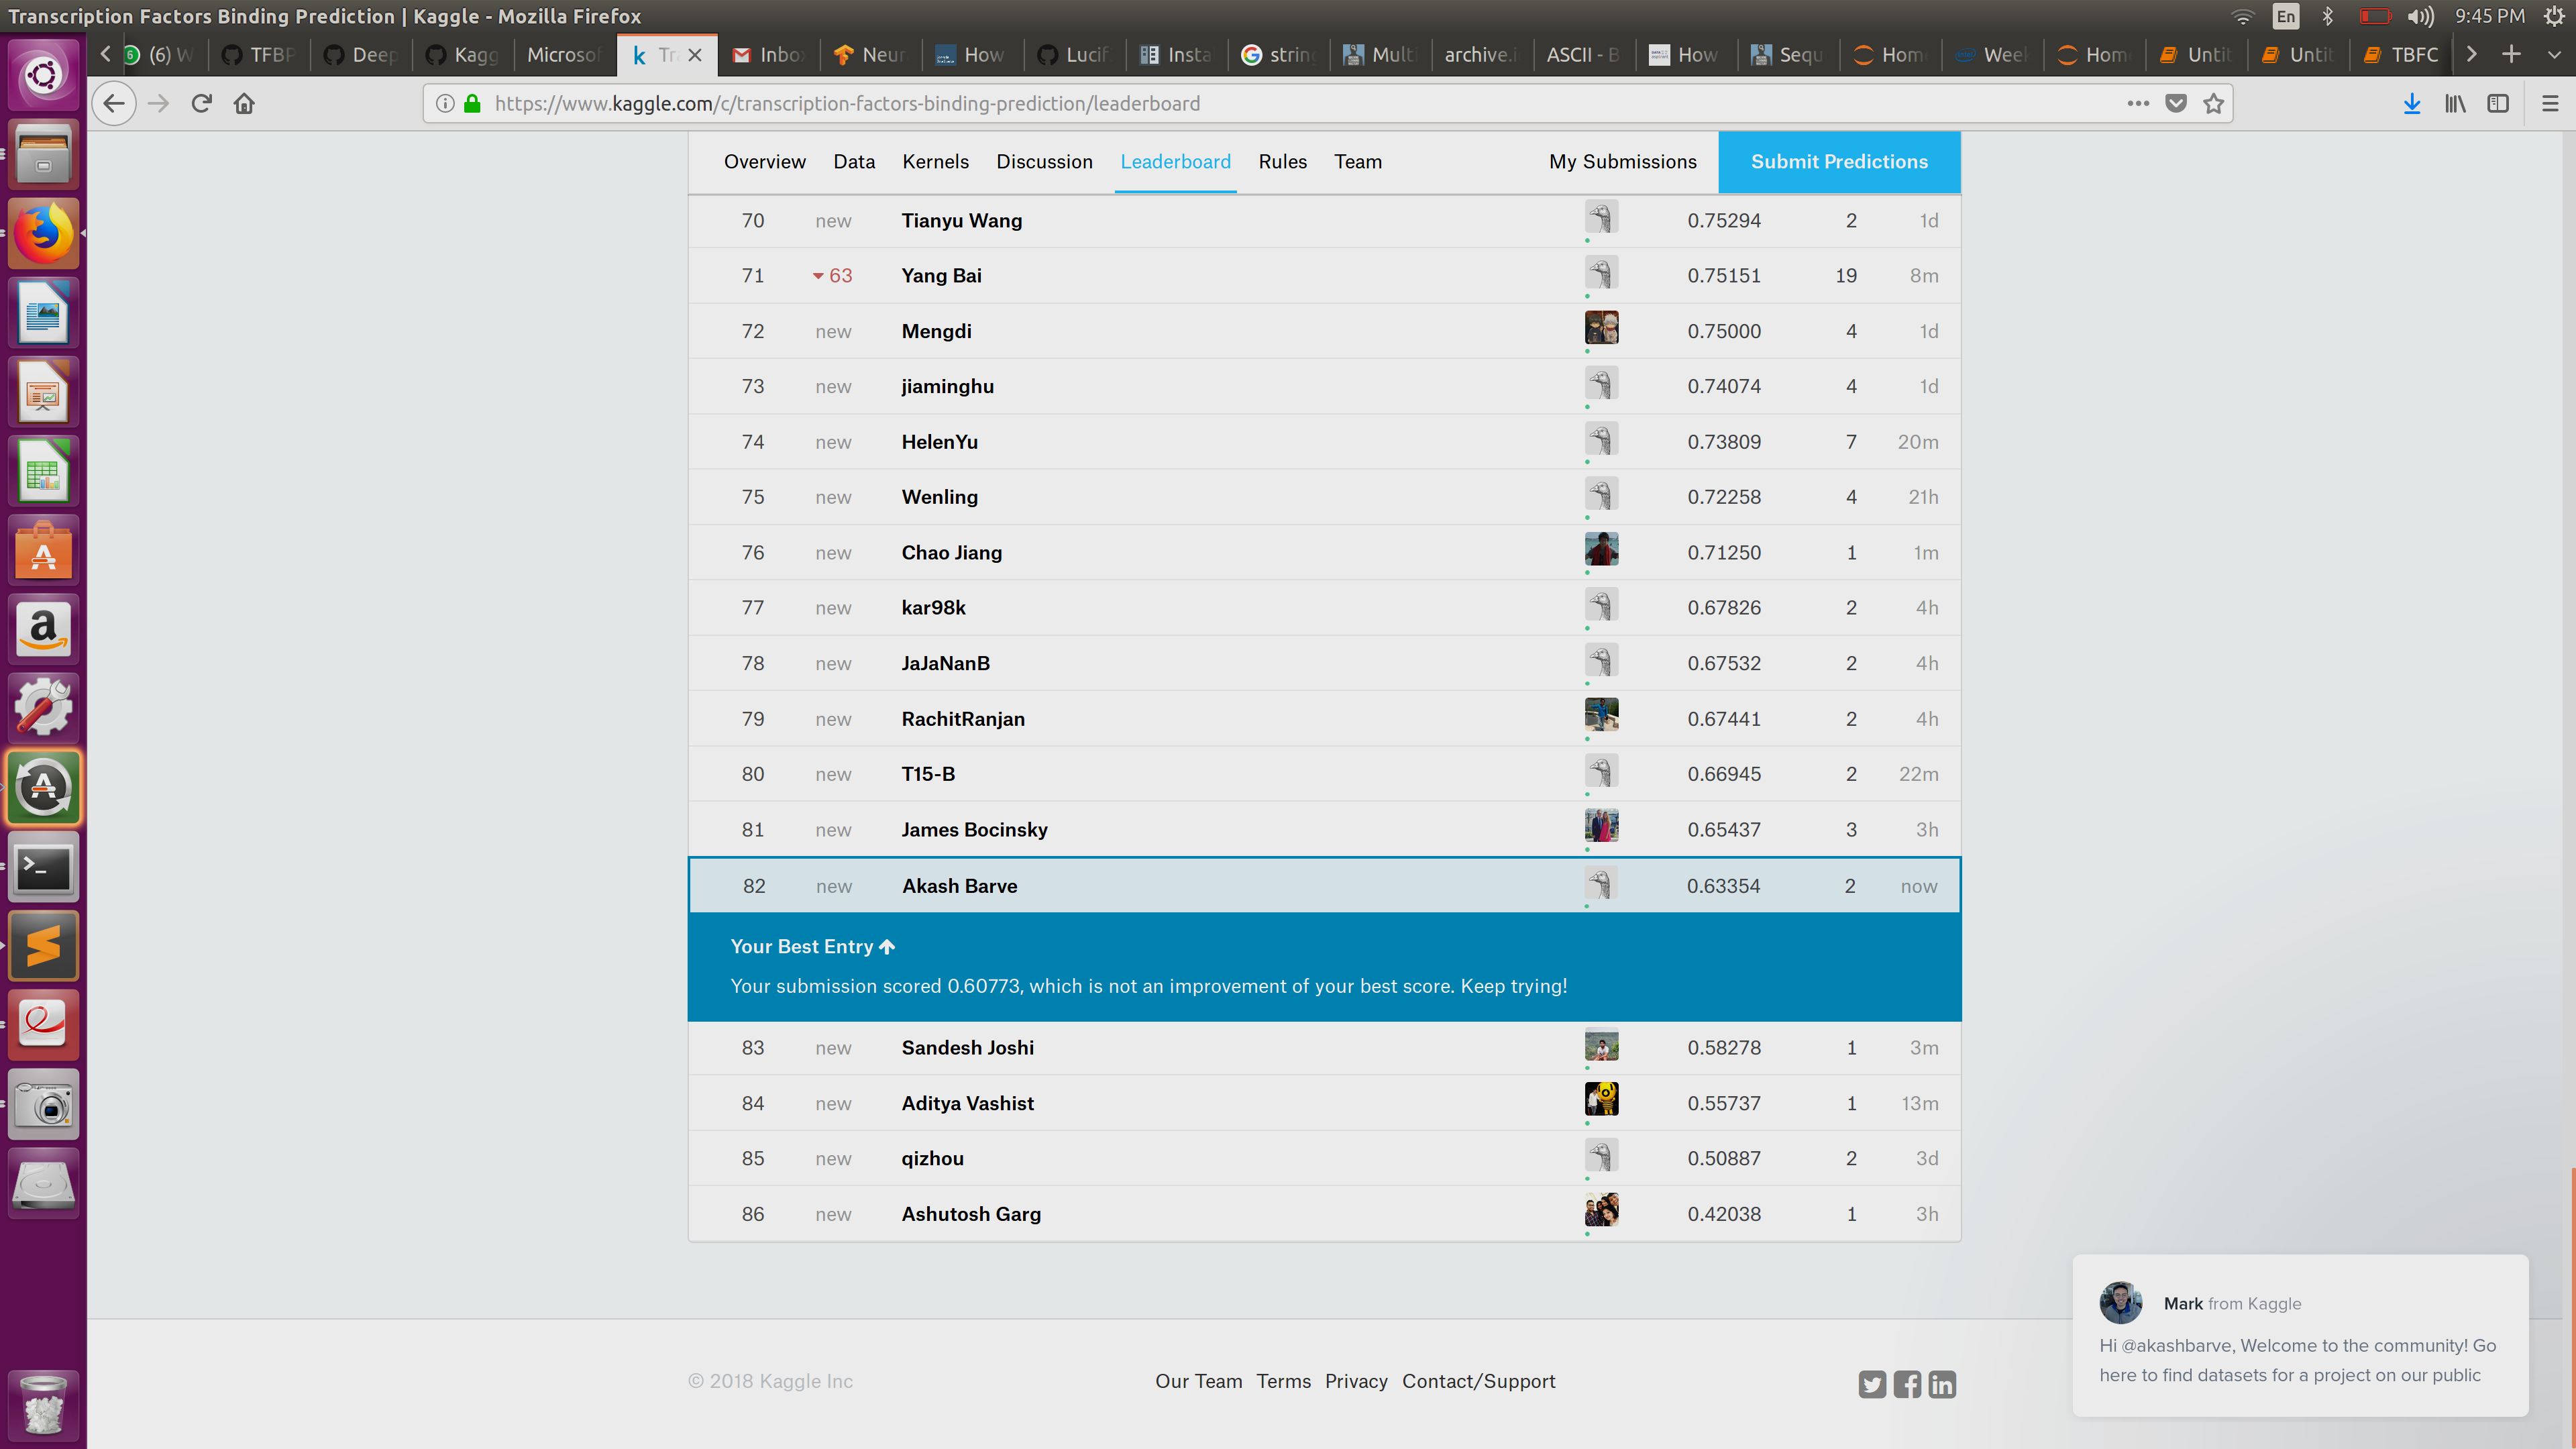 Transcription Factors Binding Prediction | Kaggle - Mozilla Firefox
En
9:45 PM
(6) W
TFBP
Deep
Kagg
Microsof
Tr
Inbo
Neur
How
Lucif
Insta
string
Multi
archive.i
ASCII - B
How
Sequ
Hom
Week
Hom
Untit
Untit
TBFC
https://www.kaggle.com/c/transcription-factors-binding-prediction/leaderboard
Overview Data Kernels Discussion Leaderboard Rules Team My Submissions Submit Predictions
70 new Tianyu Wang 0.75294 2 1d
71 63 Yang Bai 0.75151 19 8m
72 new Mengdi 0.75000 4 1d
73 new jiaminghu 0.74074 4 1d
74 new HelenYu 0.73809 7 20m
75 new Wenling 0.72258 4 21h
76 new Chao Jiang 0.71250 1 1m
77 new kar98k 0.67826 2 4h
78 new JaJaNanB 0.67532 2 4h
79 new RachitRanjan 0.67441 2 4h
80 new T15-B 0.66945 2 22m
81 new James Bocinsky 0.65437 3 3h
82 new Akash Barve 0.63354 2 now
Your Best Entry
Your submission scored 0.60773, which is not an improvement of your best score. Keep trying!
83 new Sandesh Joshi 0.58278 1 3m
84 new Aditya Vashist 0.55737 1 13m
85 new qizhou 0.50887 2 3d
86 new Ashutosh Garg 0.42038 1 3h
Mark from Kaggle
Hi @akashbarve, Welcome to the community! Go
here to find datasets for a project on our public
© 2018 Kaggle Inc
Our Team Terms Privacy Contact/Support